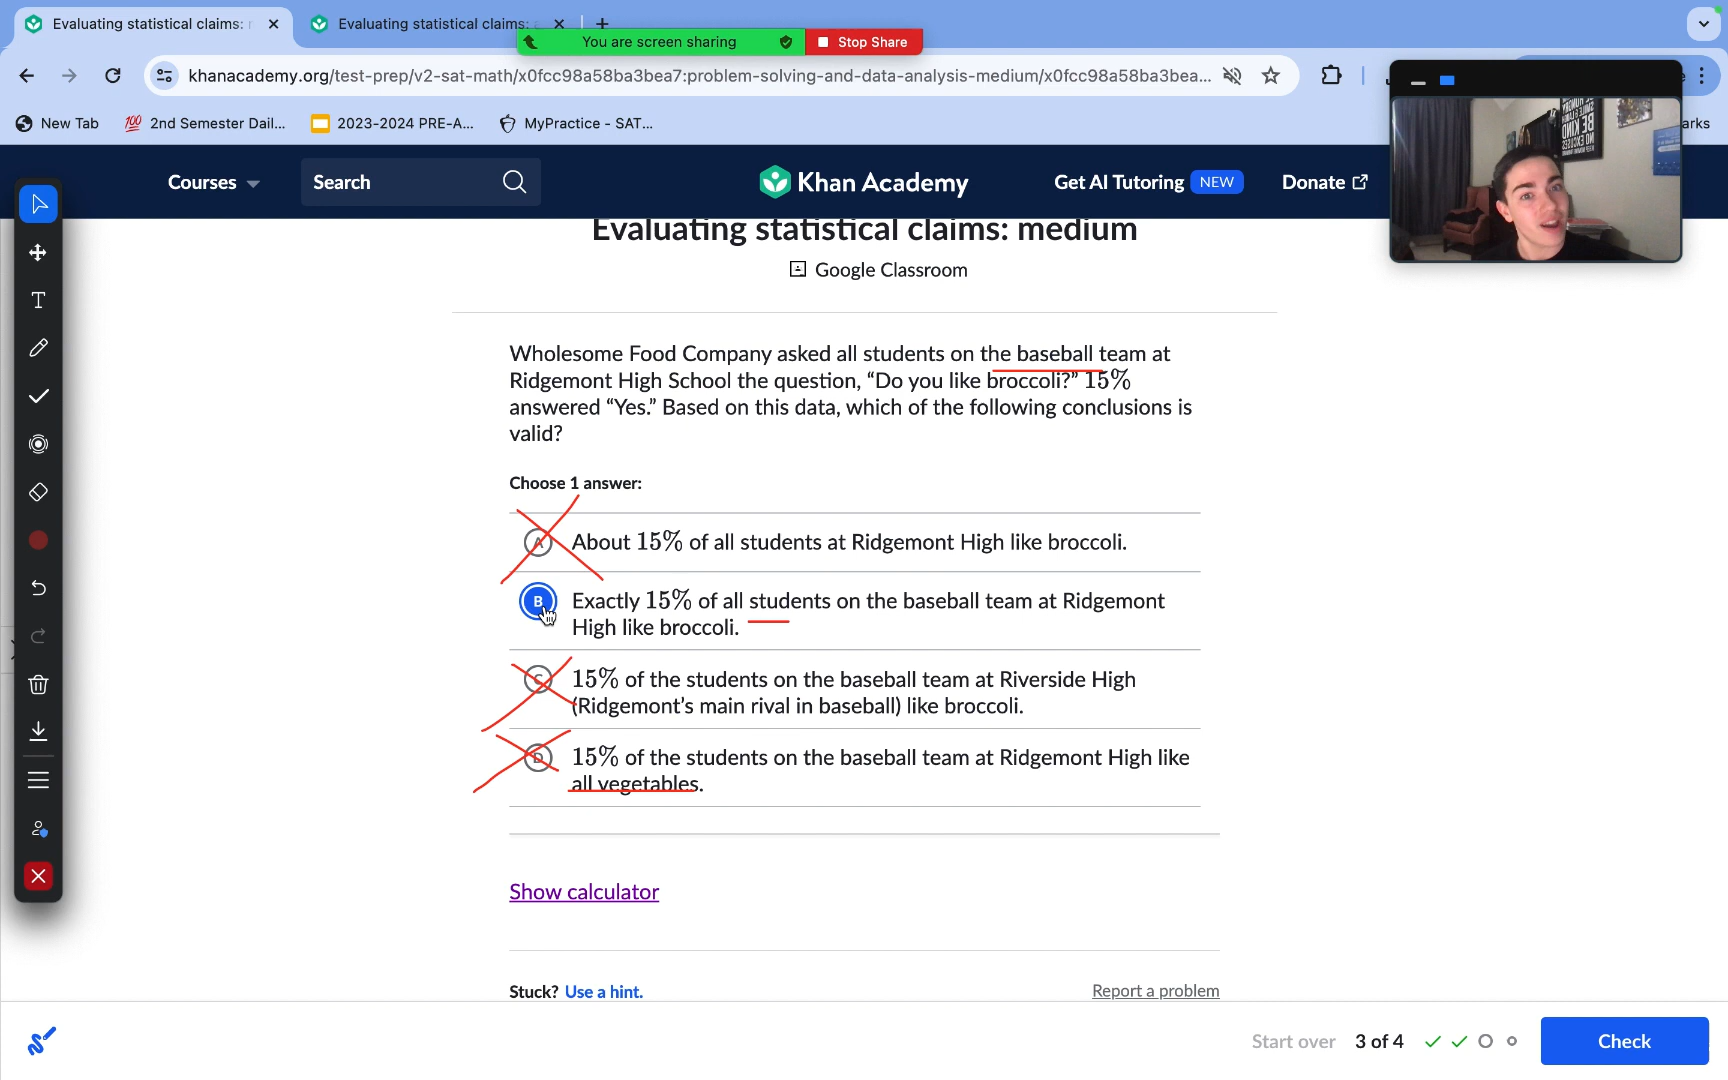 Evaluating statistical claims:
Evaluating statistical claims:
You are screen sharing
Stop Share
khanacademy.org/test-prep/v2-sat-math/x0fcc98a58ba3bea7:problem-solving-and-data-analysis-medium/x0fcc98a58ba3bea...
New Tab
2nd Semester Dail...
2023-2024 PRE-A...
MyPractice - SAT...
arks
Courses
Search
Khan Academy
Get AI Tutoring NEW
Donate
BE KIND
NO EXCUSES
Evaluating statistical claims: medium
Google Classroom
Wholesome Food Company asked all students on the baseball team at
Ridgemont High School the question, “Do you like broccoli?” 15%
answered “Yes.” Based on this data, which of the following conclusions is
valid?
Choose 1 answer:
A About 15% of all students at Ridgemont High like broccoli.
B Exactly 15% of all students on the baseball team at Ridgemont
High like broccoli.
C 15% of the students on the baseball team at Riverside High
(Ridgemont's main rival in baseball) like broccoli.
D 15% of the students on the baseball team at Ridgemont High like
all vegetables.
Show calculator
Stuck? Use a hint.
Report a problem
Start over
3 of 4
Check